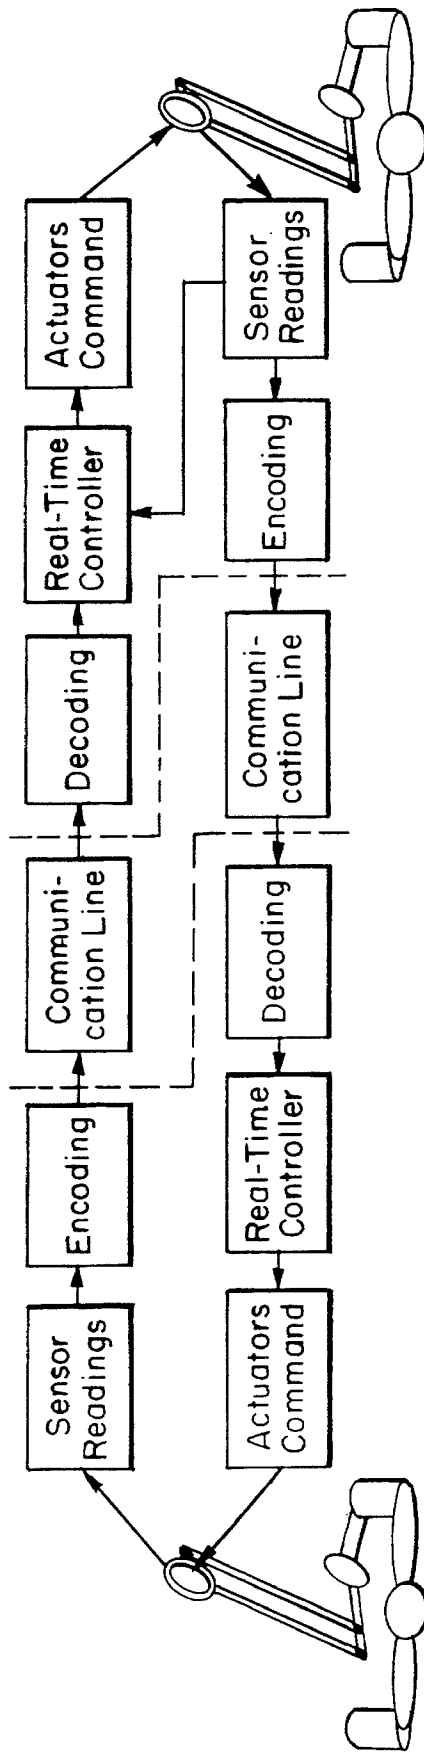 Sensor
Readings
Encoding
Communi-
cation Line
Decoding
Real-Time
Controller
Actuators
Command
Actuators
Command
Real-Time
Controller
Decoding
Communi-
cation Line
Encoding
Sensor
Readings